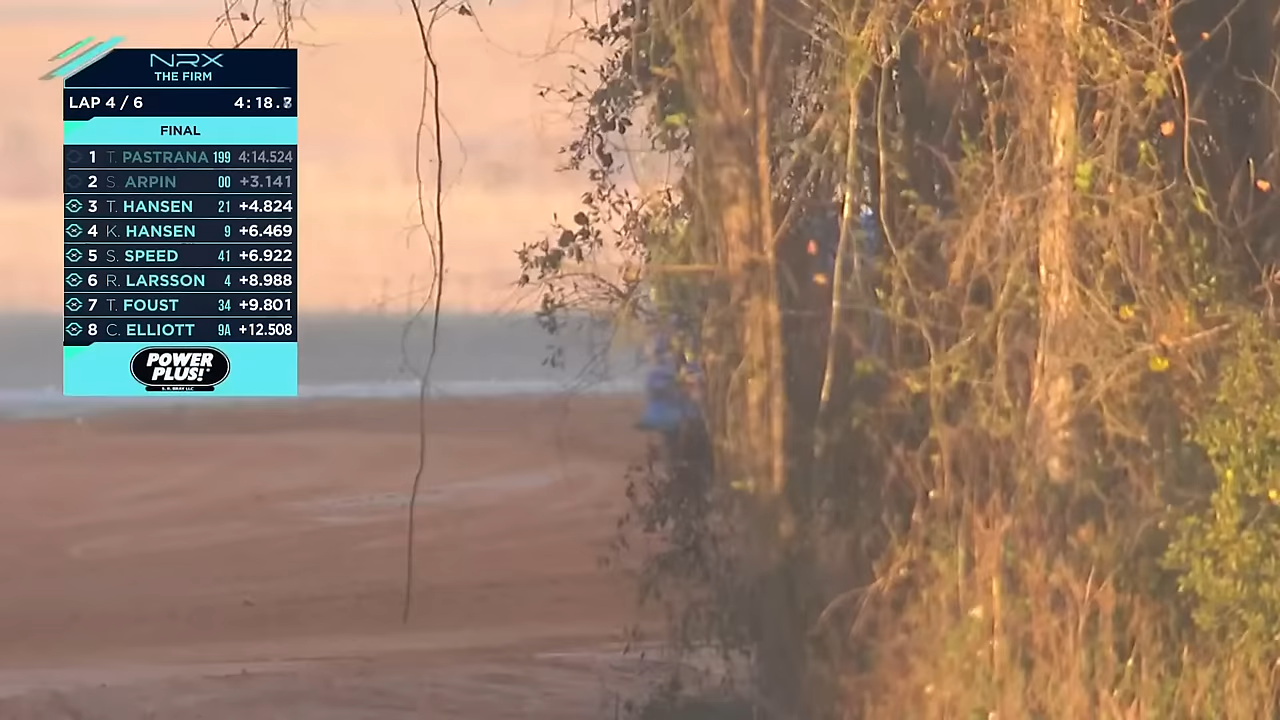 NRX
THE FIRM
LAP 4 / 6 4:18.
FINAL
1 T. PASTRANA 199 4:14.524
2 S. ARPIN 00 +3.141
3 T. HANSEN 21 +4.824
4 K. HANSEN 9 +6.469
5 S. SPEED 41 +6.922
6 R. LARSSON 4 +8.988
7 T. FOUST 34 +9.801
8 C. ELLIOTT 9A +12.508
POWER
PLUS!